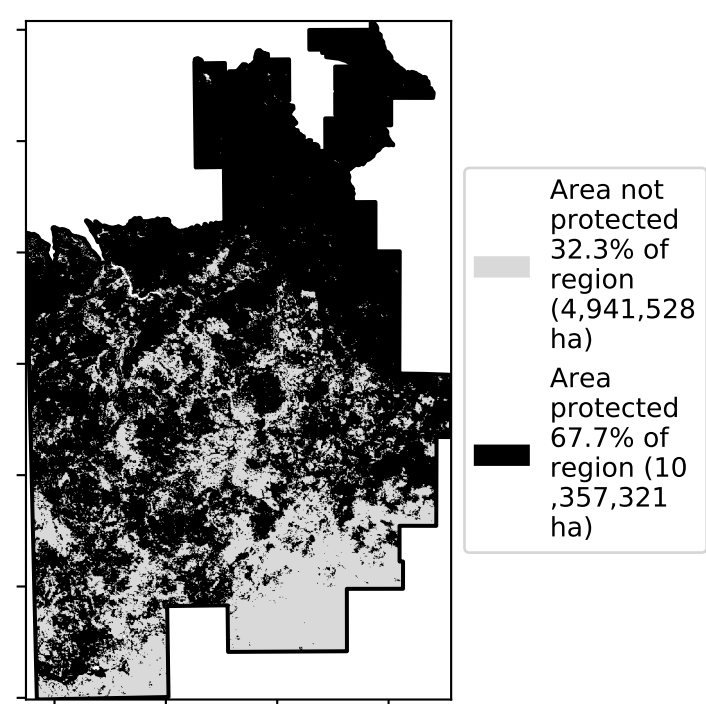 Area not
protected
32.3% of
region
(4,941,528
ha)
Area
protected
67.7% of
region (10
,357,321
ha)